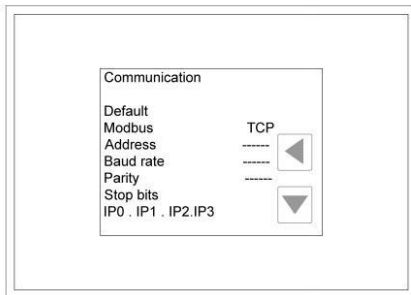 Communication
Default
Modbus TCP
Address ------
Baud rate ------
Parity ------
Stop bits
IP0 . IP1 . IP2.IP3